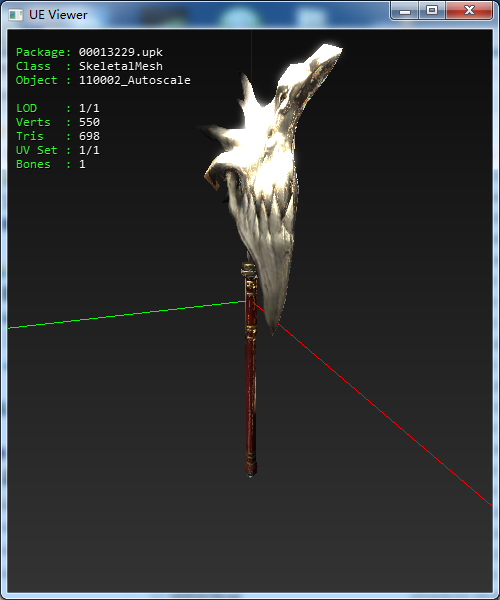 UE Viewer
Package: 00013229.upk
Class  : SkeletalMesh
Object : 110002_Autoscale
LOD    : 1/1
Verts  : 550
Tris   : 698
UV Set : 1/1
Bones  : 1